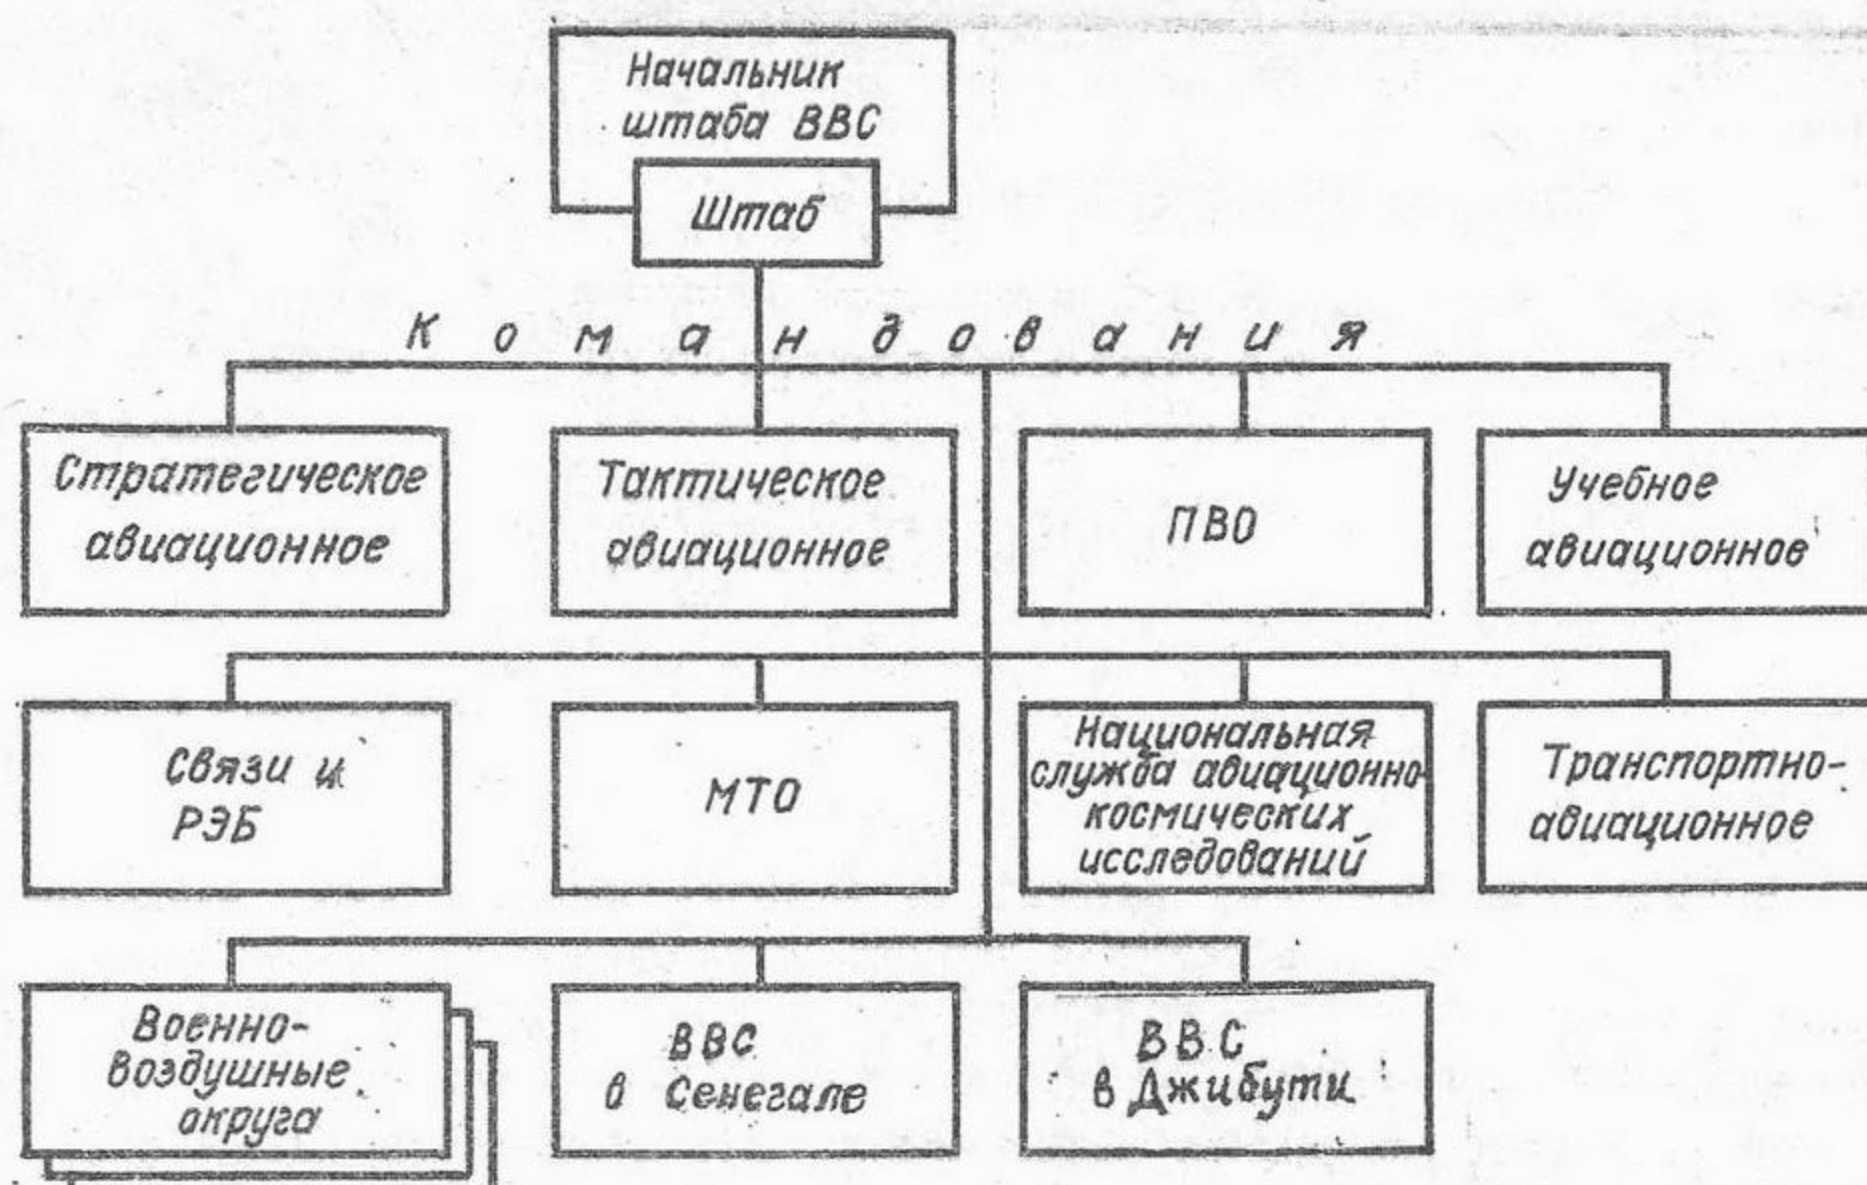 Начальник
штаба ВВС
Штаб
Командования
Стратегическое
авиационное
Тактическое
авиационное
ПВО
Учебное
авиационное
Связи и
РЭБ
МТО
Национальная
служба авиационно
космических
исследований
Транспортно-
авиационное
Военно-
воздушные
округа
ВВС
в Сенегале
ВВС
в Джибути